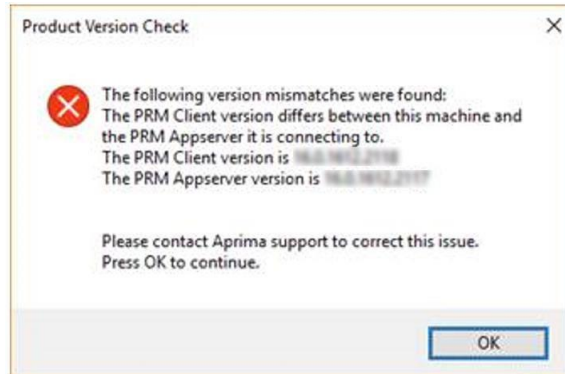 Product Version Check
The following version mismatches were found:
The PRM Client version differs between this machine and
the PRM Appserver it is connecting to.
The PRM Client version is
The PRM Appserver version is
Please contact Aprima support to correct this issue.
Press OK to continue.
OK